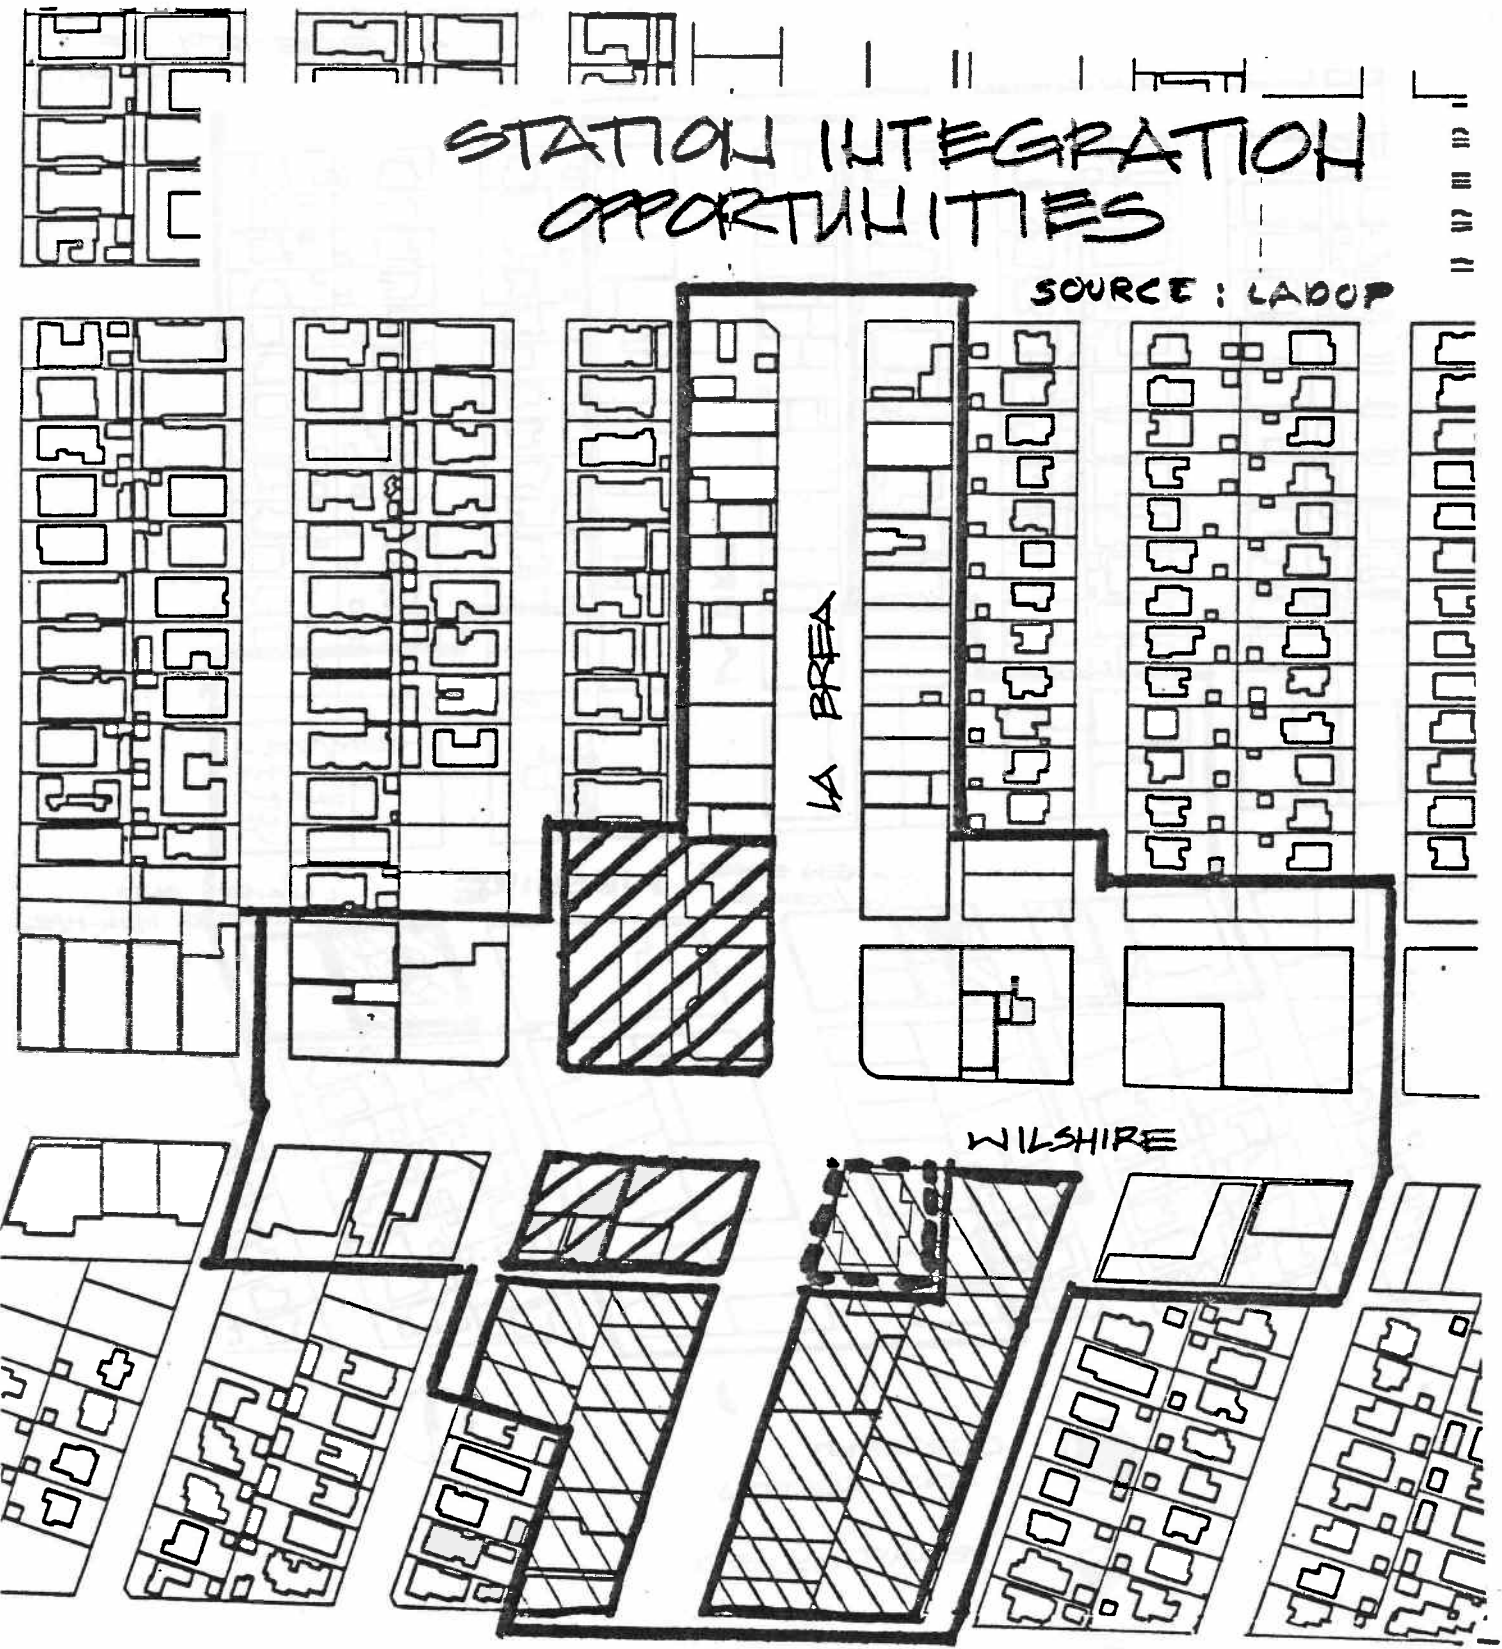 STATION INTEGRATION
OPPORTUNITIES
SOURCE : LADOP
LA BREA
WILSHIRE